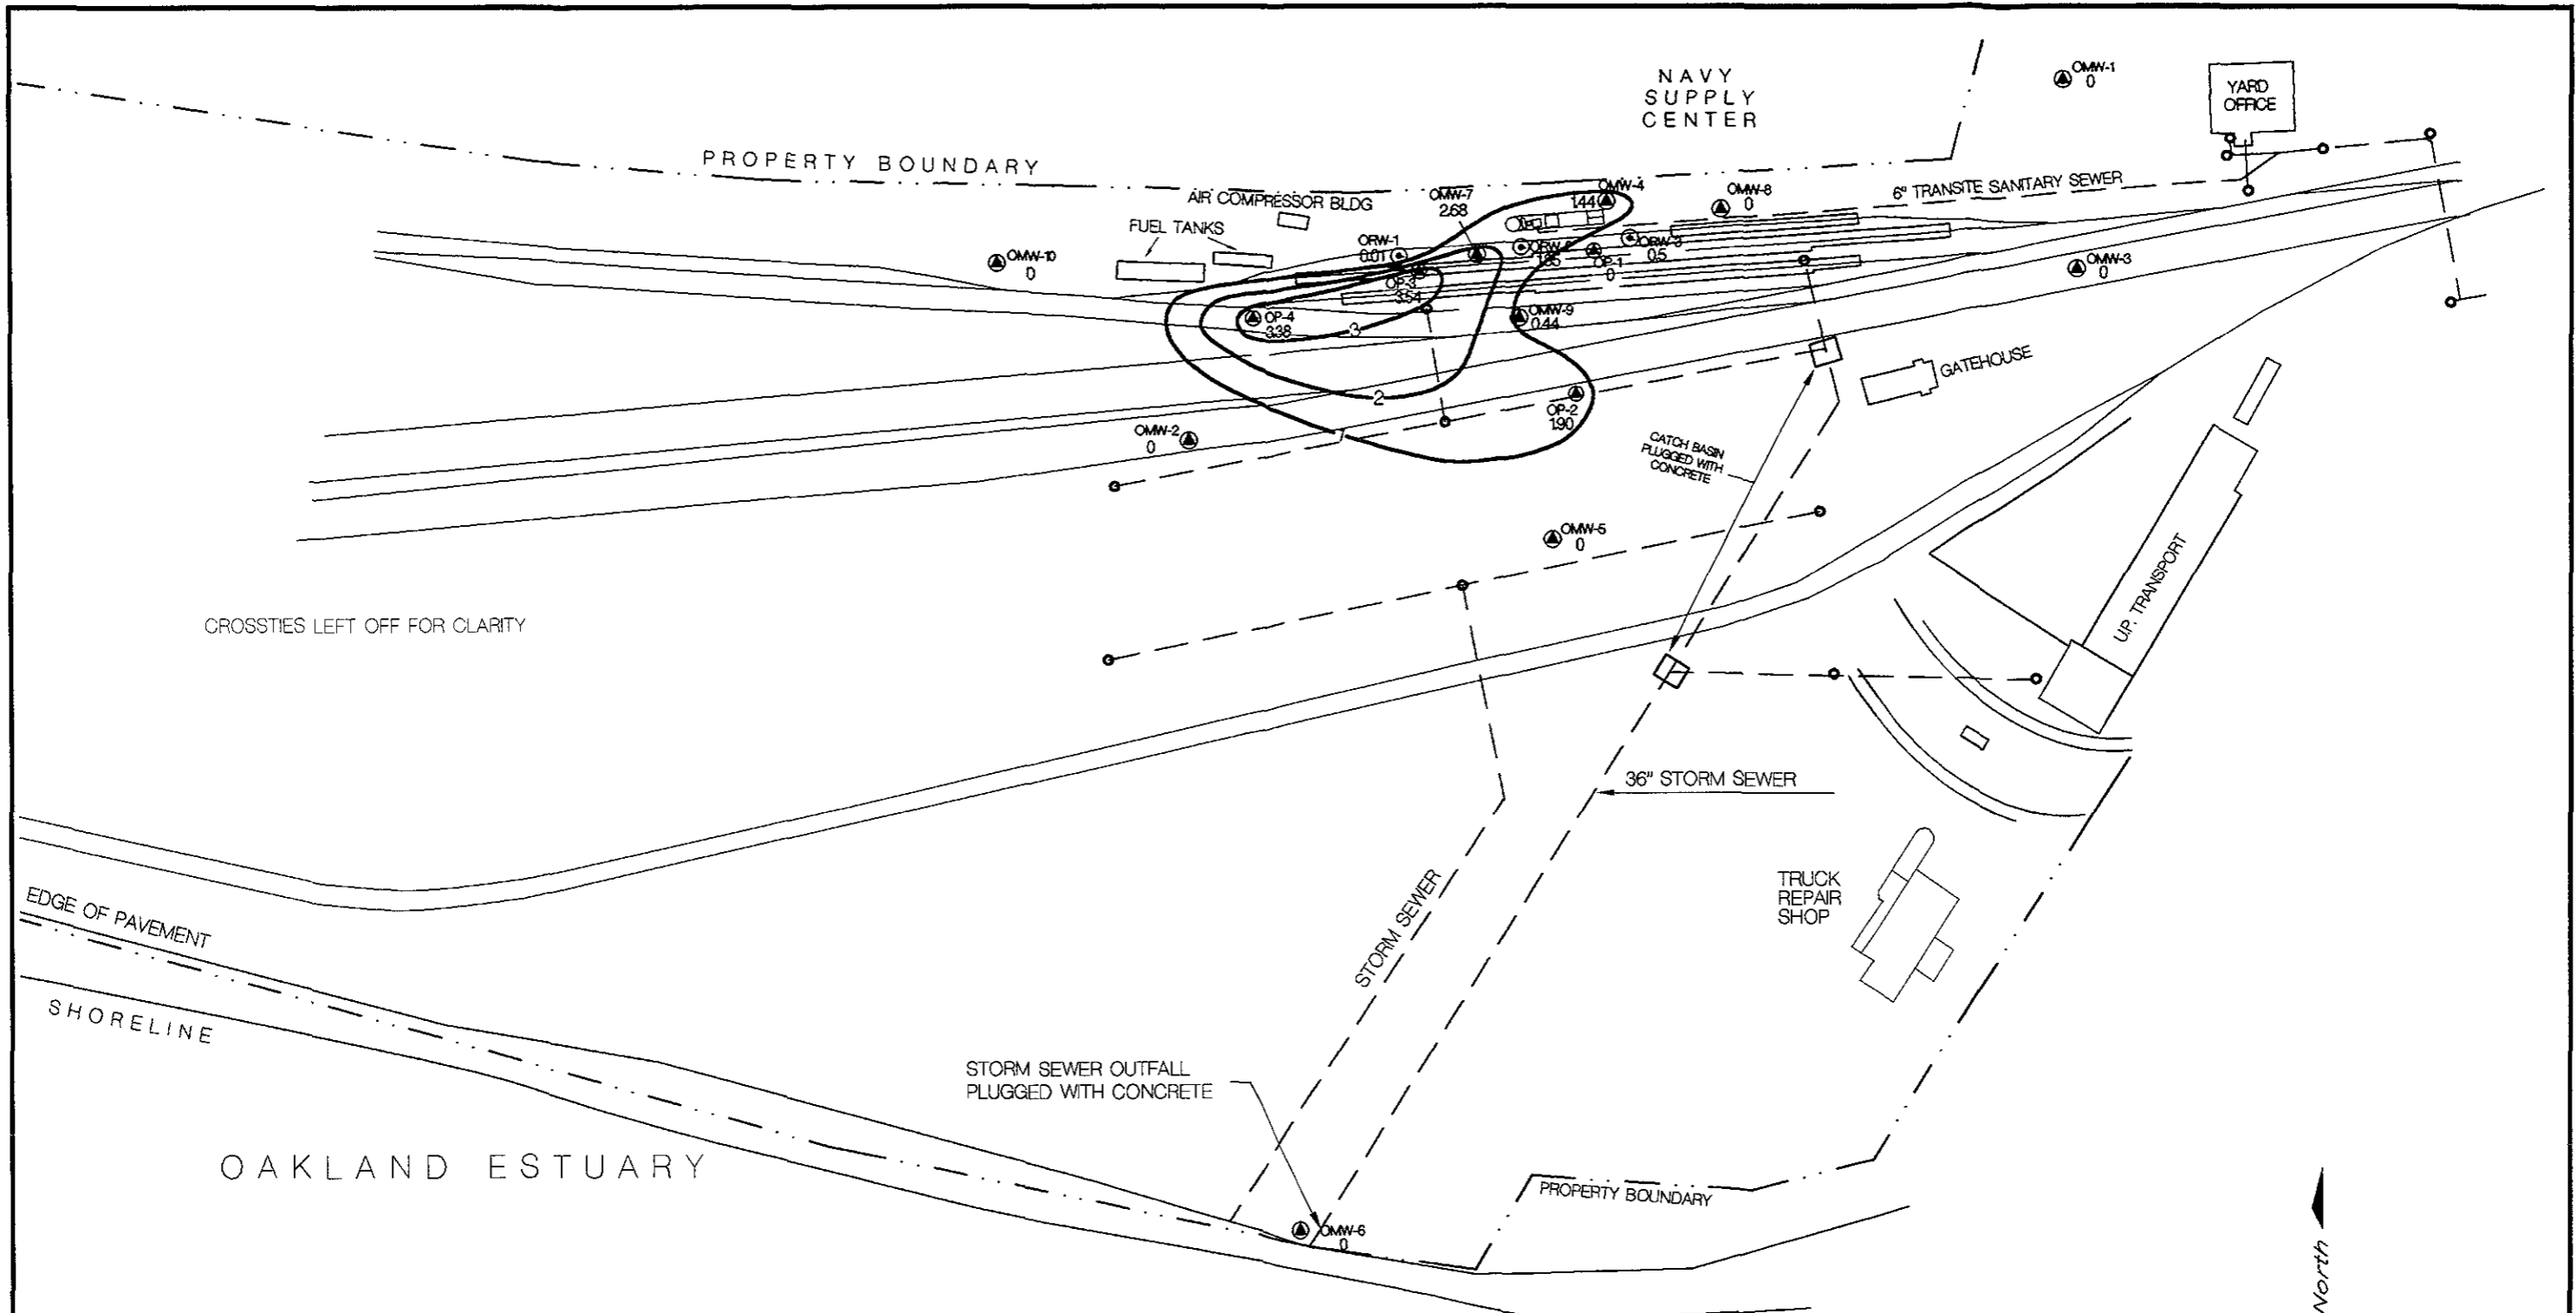 NAVY
SUPPLY
CENTER
OMW-1
0
YARD
OFFICE
PROPERTY BOUNDARY
AIR COMPRESSOR BLDG
OMW-7
2.68
OMW-4
1.44
OMW-8
0
6" TRANSITE SANITARY SEWER
FUEL TANKS
ORW-1
0.01
ORW-3
0.5
OP-1
0
OMW-10
0
OMW-3
0
OP-3
3.54
OP-4
3.38
3
OMW-9
0.44
GATEHOUSE
2
OP-2
1.90
1
OMW-2
0
CATCH BASIN
PLUGGED WITH
CONCRETE
OMW-5
0
U.P. TRANSPORT
CROSSTIES LEFT OFF FOR CLARITY
36" STORM SEWER
STORM SEWER
TRUCK
REPAIR
SHOP
EDGE OF PAVEMENT
SHORELINE
STORM SEWER OUTFALL
PLUGGED WITH CONCRETE
OAKLAND ESTUARY
PROPERTY BOUNDARY
OMW-6
0
North